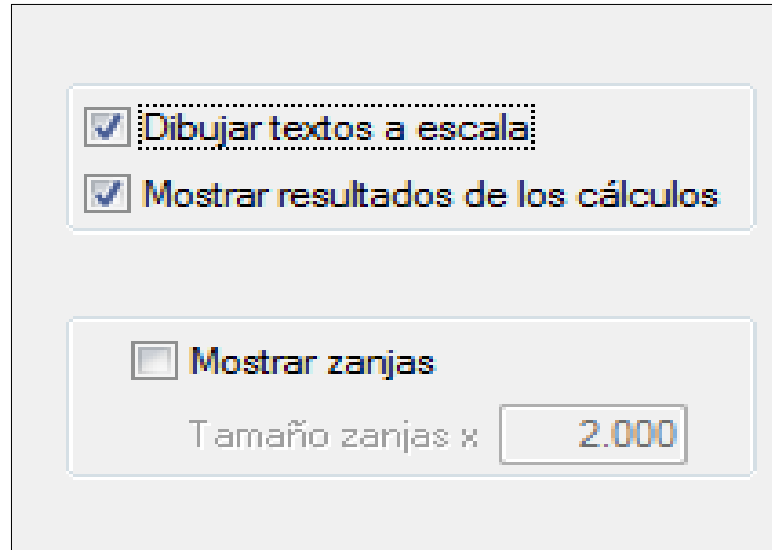 Dibujar textos a escala
Mostrar resultados de los cálculos
Mostrar zanjas
Tamaño zanjas x 2.000